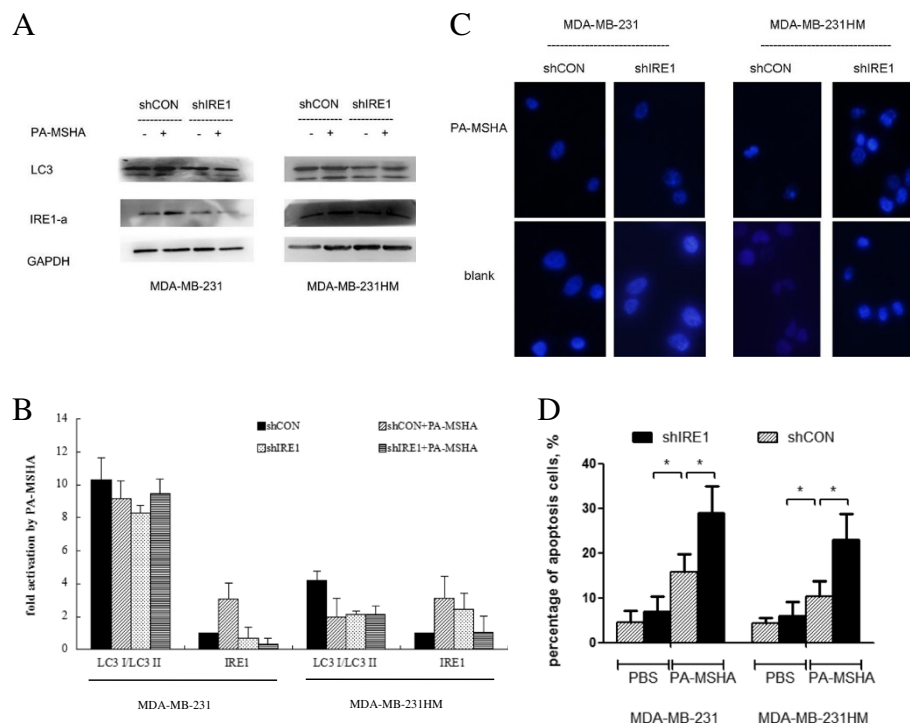 A
shCON shIRE1
shCON shIRE1
PA-MSHA - + - +
- + - +
LC3
IRE1-a
GAPDH
MDA-MB-231
MDA-MB-231HM
C
MDA-MB-231
MDA-MB-231HM
shCON shIRE1
shCON shIRE1
PA-MSHA
blank
B
fold activation by PA-MSHA
14
12
10
8
6
4
2
0
shCON
shCON+PA-MSHA
shIRE1
shIRE1+PA-MSHA
LC3 I/LC3 II IRE1 LC3 I/LC3 II IRE1
MDA-MB-231 MDA-MB-231HM
D
shIRE1 shCON
percentage of apoptosis cells, %
40
30
20
10
0
* * * *
PBS PA-MSHA PBS PA-MSHA
MDA-MB-231 MDA-MB-231HM